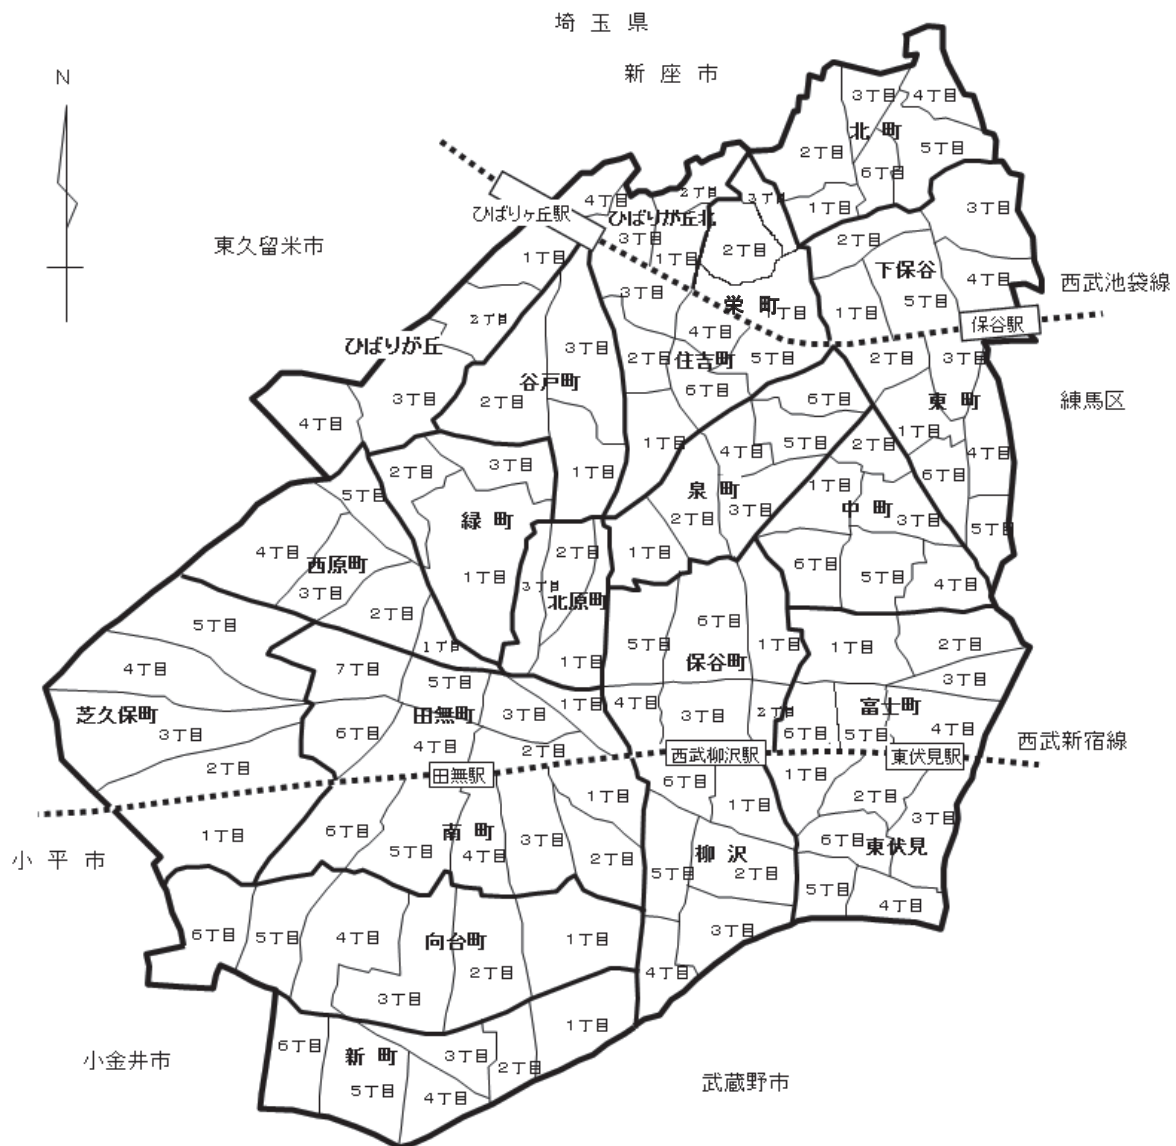 埼玉県
新座市
N
3丁目
4丁目
北町
2丁目
5丁目
6丁目
1丁目
4丁目
2丁目
3丁目
ひばりヶ丘駅
ひばりが丘北
3丁目
1丁目
2丁目
3丁目
2丁目
下保谷
4丁目
東久留米市
1丁目
3丁目
栄町
1丁目
1丁目
5丁目
西武池袋線
保谷駅
2丁目
ひばりが丘
3丁目
4丁目
2丁目
住吉町
5丁目
6丁目
2丁目
3丁目
東町
練馬区
谷戸町
3丁目
2丁目
4丁目
1丁目
6丁目
1丁目
4丁目
5丁目
2丁目
1丁目
6丁目
4丁目
2丁目
3丁目
1丁目
泉町
2丁目
3丁目
1丁目
中町
3丁目
5丁目
5丁目
緑町
1丁目
4丁目
西原町
3丁目
2丁目
1丁目
2丁目
3丁目
北原町
1丁目
1丁目
6丁目
5丁目
4丁目
5丁目
4丁目
7丁目
5丁目
6丁目
5丁目
保谷町
1丁目
1丁目
2丁目
3丁目
芝久保町
3丁目
2丁目
6丁目
田無町
4丁目
3丁目
1丁目
2丁目
4丁目
3丁目
2丁目
富士町
6丁目
5丁目
4丁目
西武新宿線
田無駅
西武柳沢駅
東伏見駅
小平市
1丁目
6丁目
5丁目
南町
4丁目
3丁目
1丁目
2丁目
6丁目
1丁目
柳沢
5丁目
2丁目
1丁目
2丁目
3丁目
6丁目
東伏見
5丁目
4丁目
6丁目
5丁目
4丁目
向台町
1丁目
2丁目
3丁目
3丁目
4丁目
小金井市
6丁目
新町
5丁目
3丁目
4丁目
2丁目
1丁目
武蔵野市